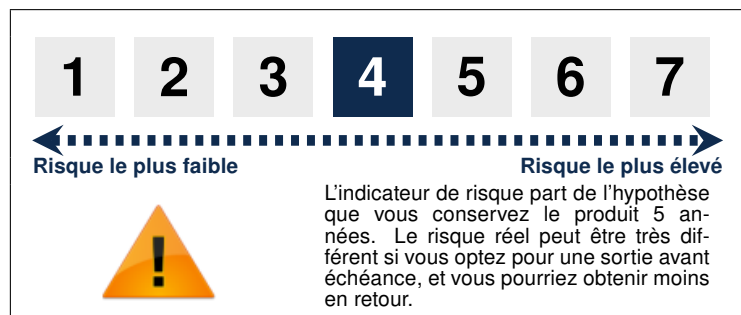 1 2 3 4 5 6 7
Risque le plus faible Risque le plus élevé
L'indicateur de risque part de l'hypothèse
que vous conservez le produit 5 an-
nées. Le risque réel peut être très dif-
férent si vous optez pour une sortie avant
échéance, et vous pourriez obtenir moins
en retour.